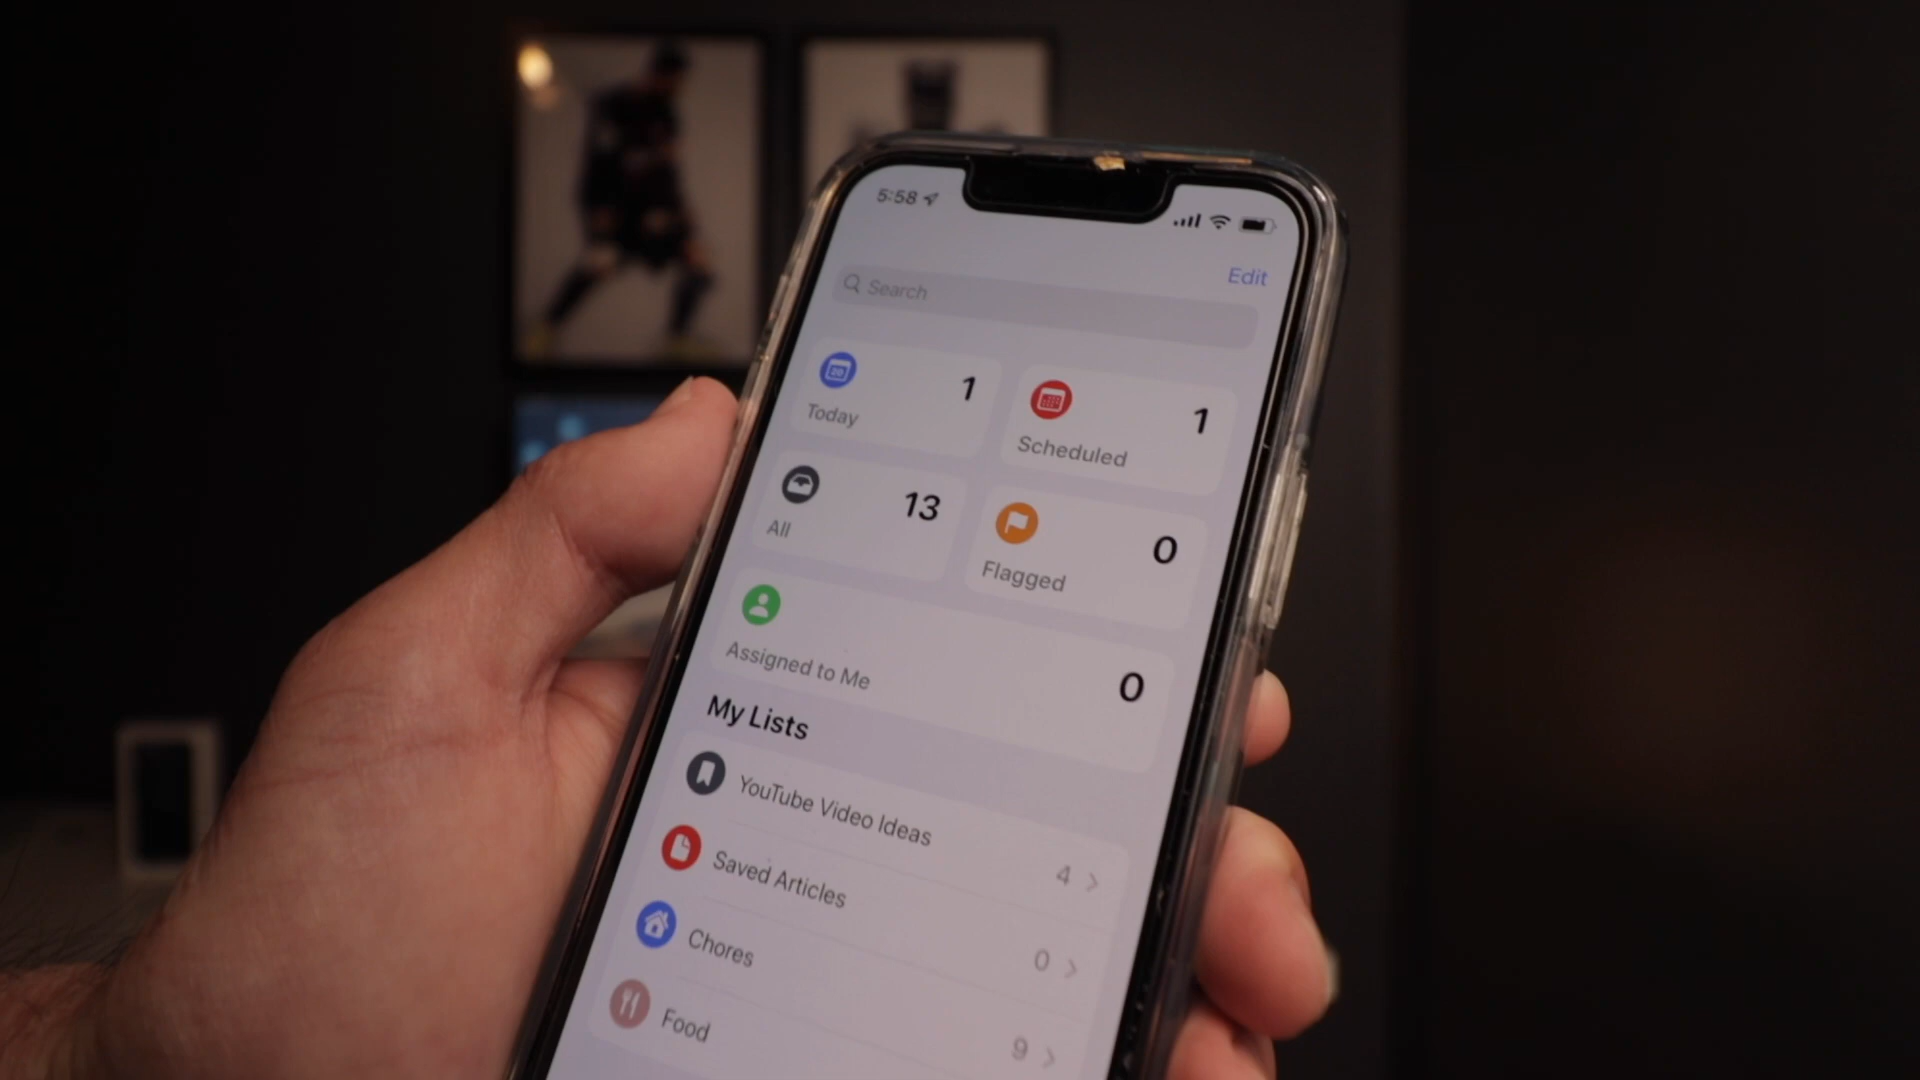 5:58
Edit
Search
20
1
Today
1
Scheduled
13
All
0
Flagged
Assigned to Me
0
My Lists
YouTube Video Ideas 4
Saved Articles 0
Chores 9
Food